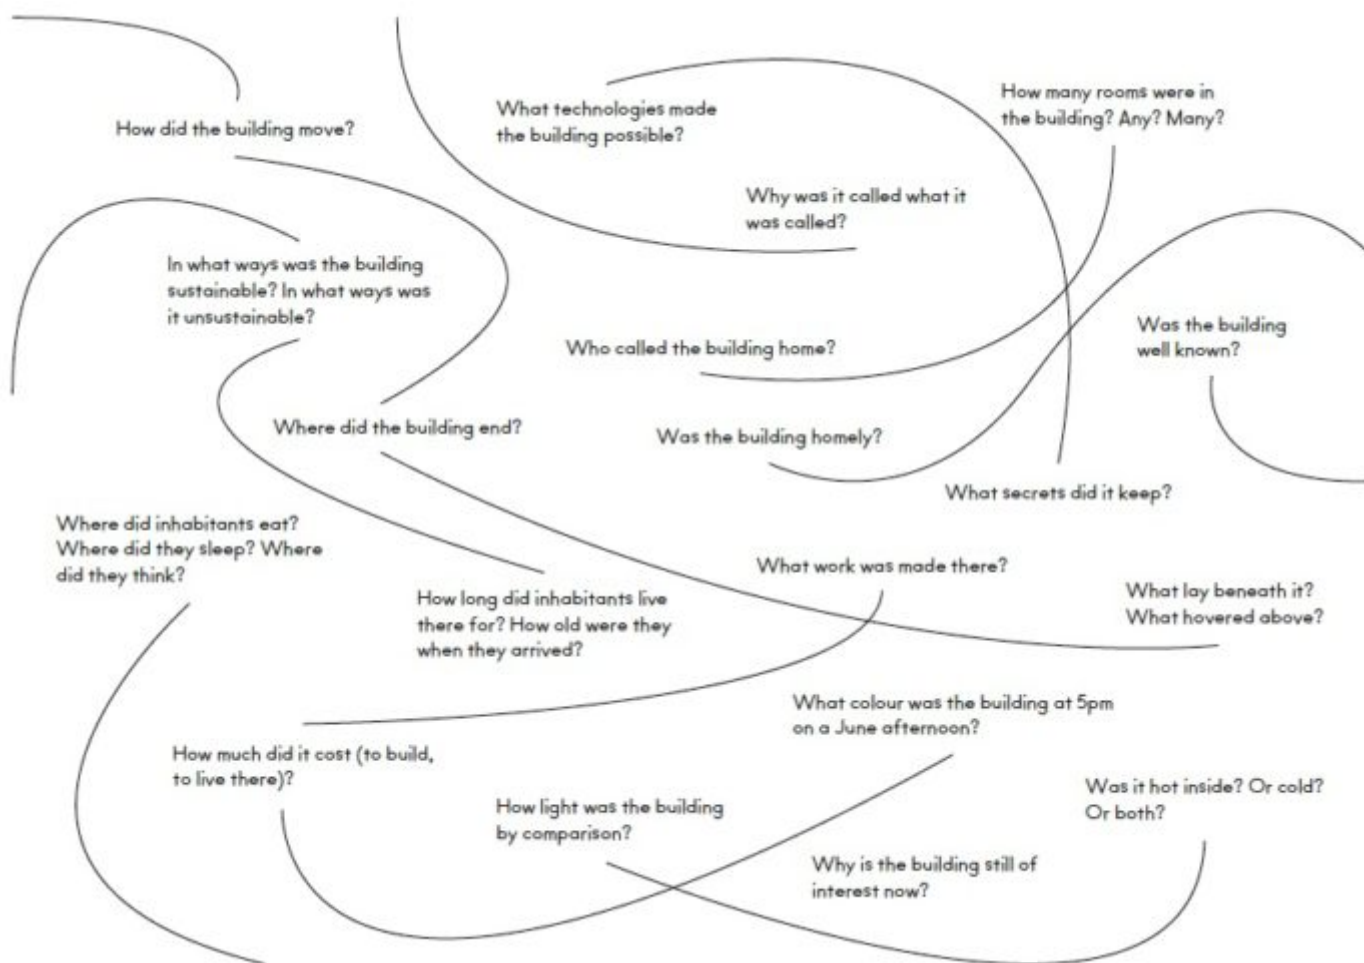 How did the building move?
What technologies made
the building possible?
How many rooms were in
the building? Any? Many?
Why was it called what it
was called?
In what ways was the building
sustainable? In what ways was
it unsustainable?
Who called the building home?
Was the building
well known?
Where did the building end?
Was the building homely?
What secrets did it keep?
Where did inhabitants eat?
Where did they sleep? Where
did they think?
What work was made there?
How long did inhabitants live
there for? How old were they
when they arrived?
What lay beneath it?
What hovered above?
What colour was the building at 5pm
on a June afternoon?
How much did it cost (to build,
to live there)?
How light was the building
by comparison?
Was it hot inside? Or cold?
Or both?
Why is the building still of
interest now?